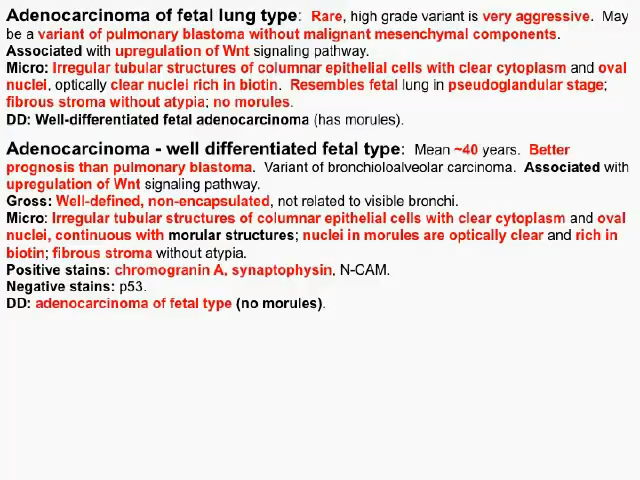 Adenocarcinoma of fetal lung type:  Rare, high grade variant is very aggressive.  May
be a variant of pulmonary blastoma without malignant mesenchymal components.
Associated with upregulation of Wnt signaling pathway.
Micro: Irregular tubular structures of columnar epithelial cells with clear cytoplasm and oval
nuclei, optically clear nuclei rich in biotin.  Resembles fetal lung in pseudoglandular stage;
fibrous stroma without atypia; no morules.
DD: Well-differentiated fetal adenocarcinoma (has morules).
Adenocarcinoma - well differentiated fetal type:  Mean ~40 years.  Better
prognosis than pulmonary blastoma.  Variant of bronchioloalveolar carcinoma.  Associated with
upregulation of Wnt signaling pathway.
Gross: Well-defined, non-encapsulated, not related to visible bronchi.
Micro: Irregular tubular structures of columnar epithelial cells with clear cytoplasm and oval
nuclei, continuous with morular structures; nuclei in morules are optically clear and rich in
biotin; fibrous stroma without atypia.
Positive stains: chromogranin A, synaptophysin, N-CAM.
Negative stains: p53.
DD: adenocarcinoma of fetal type (no morules).